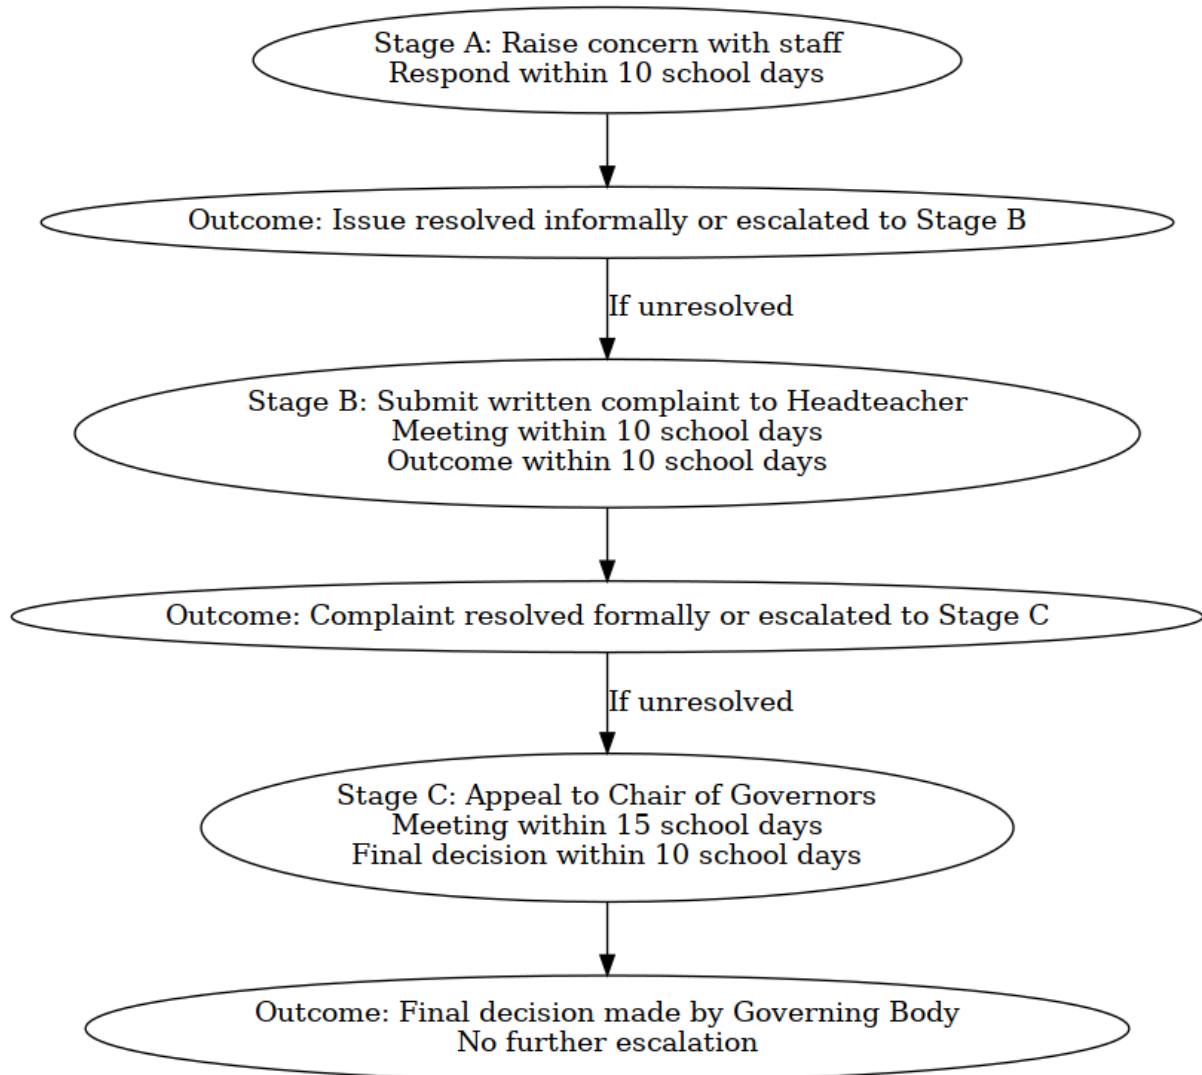 Stage A: Raise concern with staff
Respond within 10 school days
Outcome: Issue resolved informally or escalated to Stage B
If unresolved
Stage B: Submit written complaint to Headteacher
Meeting within 10 school days
Outcome within 10 school days
Outcome: Complaint resolved formally or escalated to Stage C
If unresolved
Stage C: Appeal to Chair of Governors
Meeting within 15 school days
Final decision within 10 school days
Outcome: Final decision made by Governing Body
No further escalation